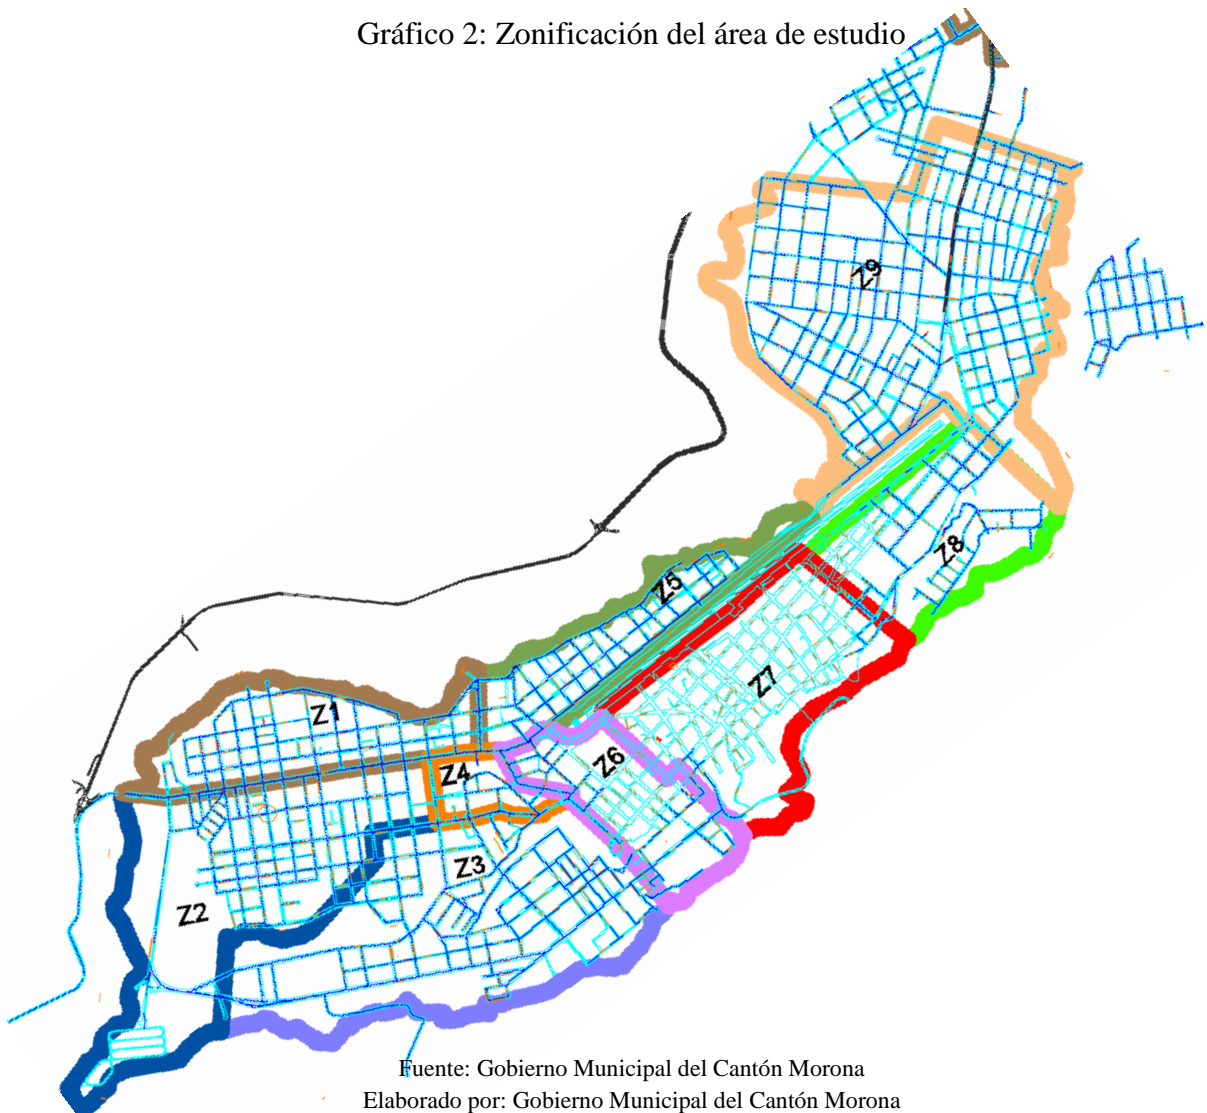 Gráfico 2: Zonificación del área de estudio
Z9
Z8
Z5
Z7
Z1
Z6
Z4
Z3
Z2
Fuente: Gobierno Municipal del Cantón Morona
Elaborado por: Gobierno Municipal del Cantón Morona